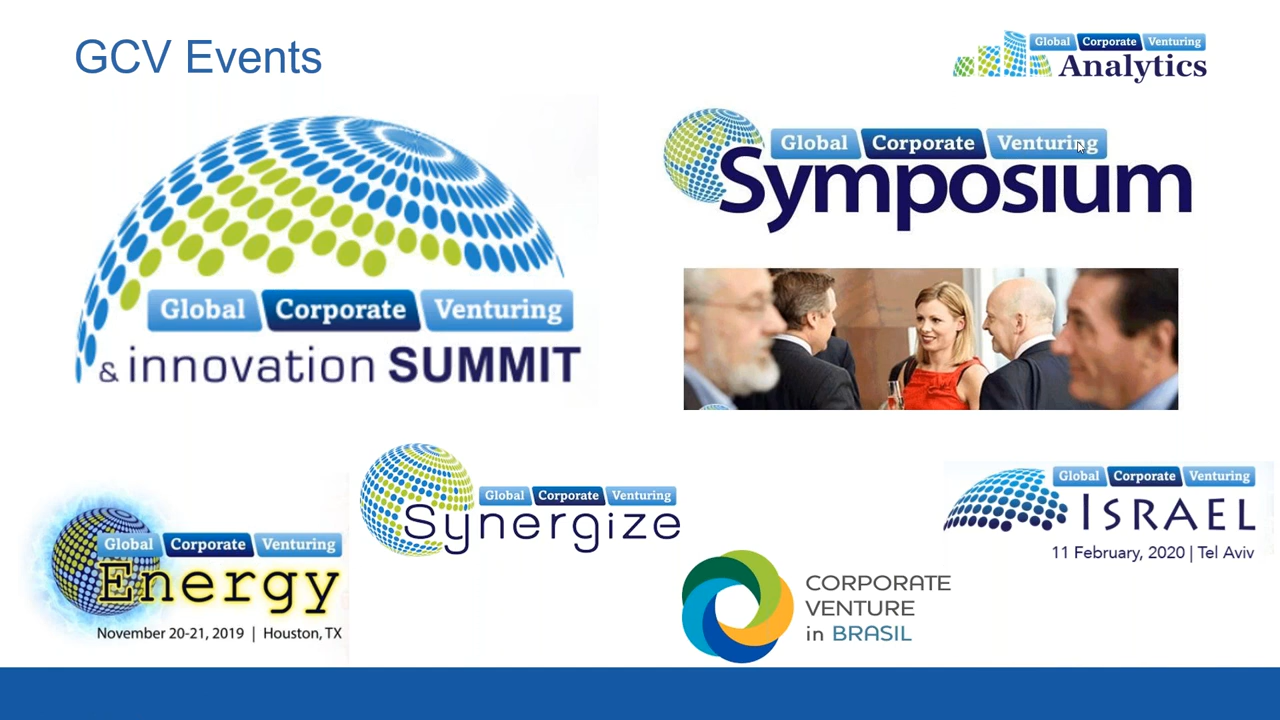 GCV Events
Global Corporate Venturing
Analytics
Global Corporate Venturing
& innovation SUMMIT
Global Corporate Venturing
Symposium
Global Corporate Venturing
Energy
November 20-21, 2019 | Houston, TX
Global Corporate Venturing
Synergize
CORPORATE
VENTURE
in BRASIL
Global Corporate Venturing
ISRAEL
11 February, 2020 | Tel Aviv